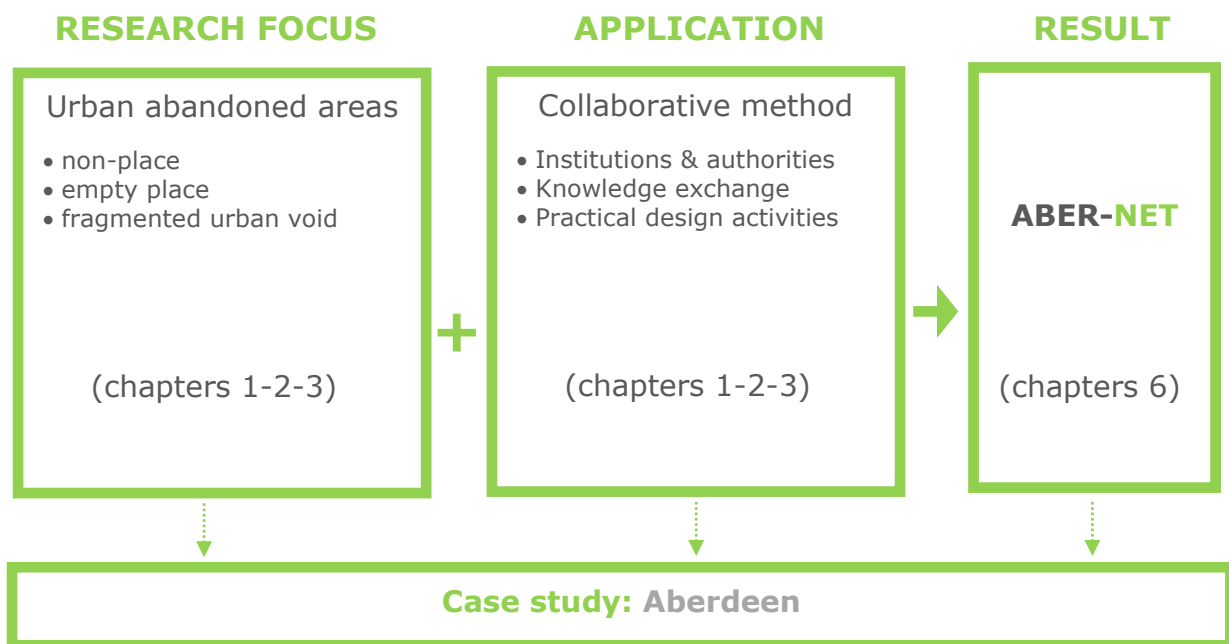 RESEARCH FOCUS
Urban abandoned areas
• non-place
• empty place
• fragmented urban void
(chapters 1-2-3)
+
APPLICATION
Collaborative method
• Institutions & authorities
• Knowledge exchange
• Practical design activities
(chapters 1-2-3)
RESULT
ABER-NET
(chapters 6)
Case study: Aberdeen